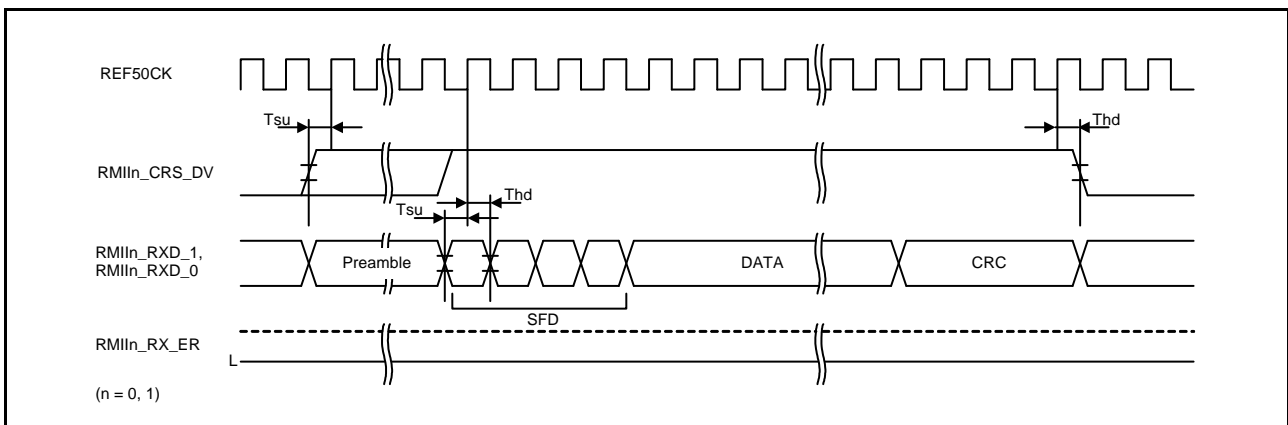 REF50CK
Tsu
Thd
RMIIn_CRS_DV
Thd
Tsu
RMIIn_RXD_1,
RMIIn_RXD_0
Preamble
DATA
CRC
SFD
RMIIn_RX_ER
L
(n = 0, 1)